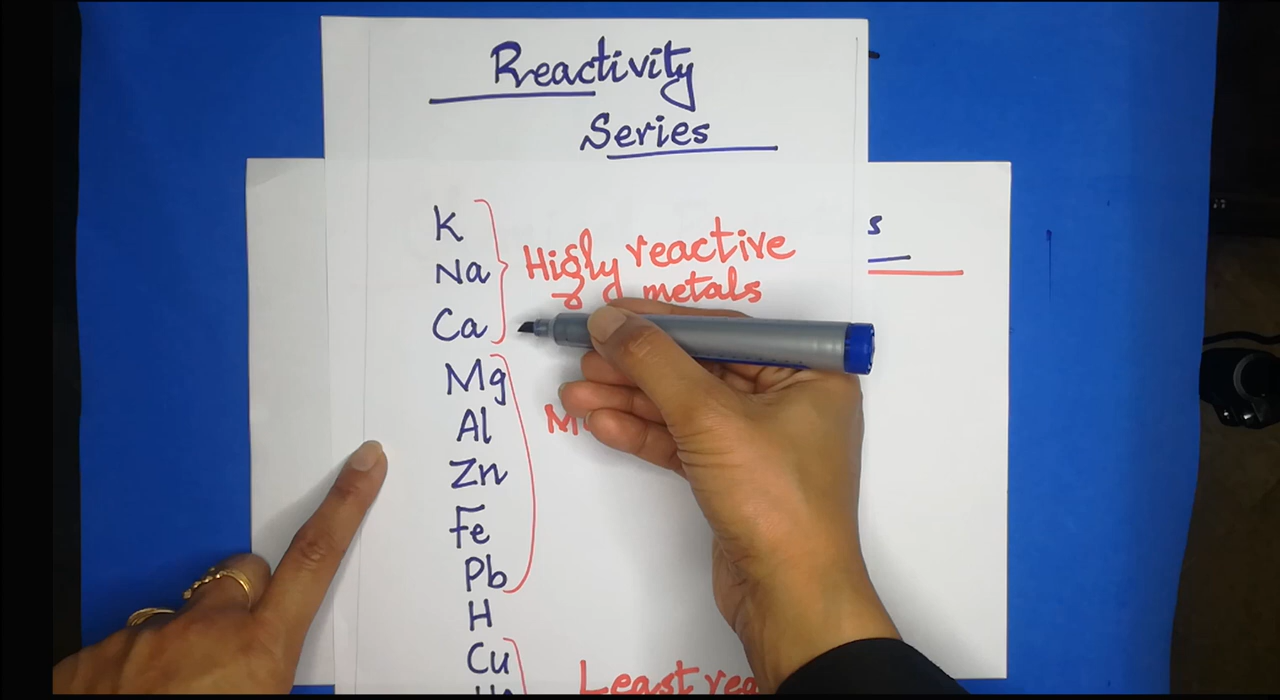 Reactivity
Series
K
Na
Ca
Highly reactive
metals
Mg
Al
Zn
Fe
Pb
H
Cu
Least